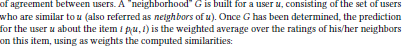 of agreement between users. A "neighborhood" G is built for a user u, consisting of the set of users
who are similar to u (also referred as neighbors of u). Once G has been determined, the prediction
for the user u about the item i p(u, i) is the weighted average over the ratings of his/her neighbors
on this item, using as weights the computed similarities: